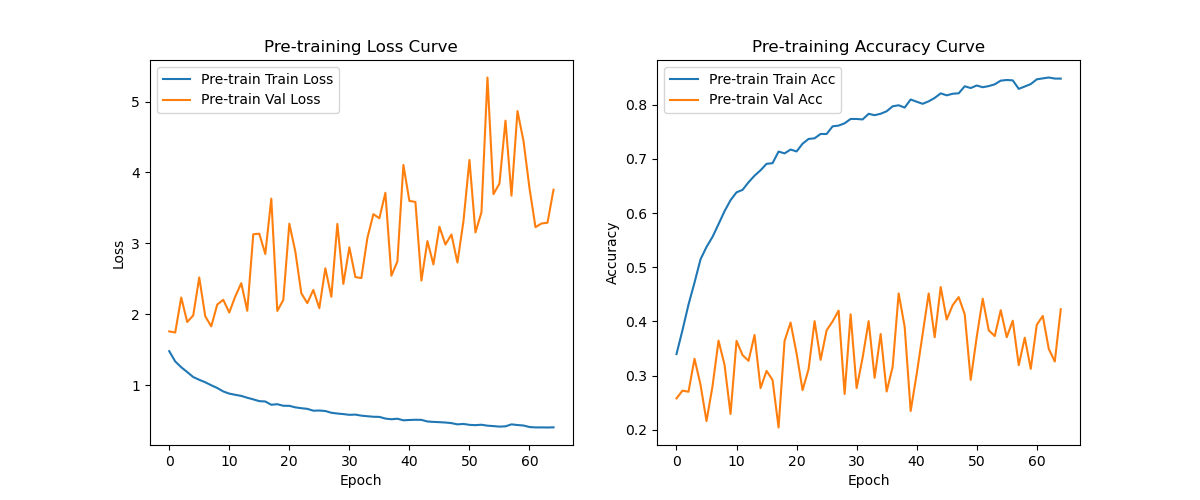 Pre-training Loss Curve
Pre-train Train Loss
Pre-train Val Loss
5
4
3
2
1
Loss
0 10 20 30 40 50 60
Epoch
Pre-training Accuracy Curve
Pre-train Train Acc
Pre-train Val Acc
0.8
0.7
0.6
0.5
0.4
0.3
0.2
Accuracy
0 10 20 30 40 50 60
Epoch